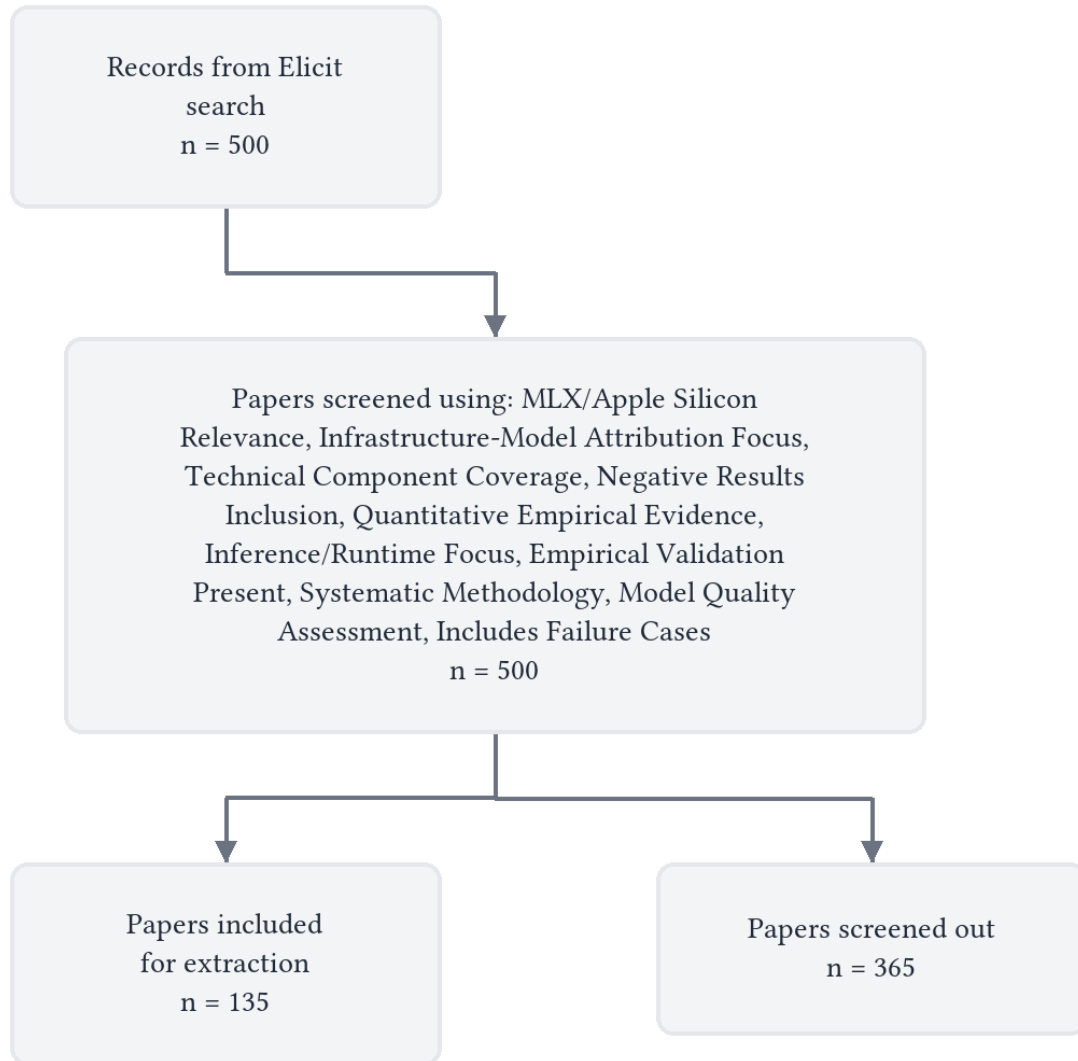 Records from Elicit
search
n = 500
Papers screened using: MLX/Apple Silicon
Relevance, Infrastructure-Model Attribution Focus,
Technical Component Coverage, Negative Results
Inclusion, Quantitative Empirical Evidence,
Inference/Runtime Focus, Empirical Validation
Present, Systematic Methodology, Model Quality
Assessment, Includes Failure Cases
n = 500
Papers included
for extraction
n = 135
Papers screened out
n = 365